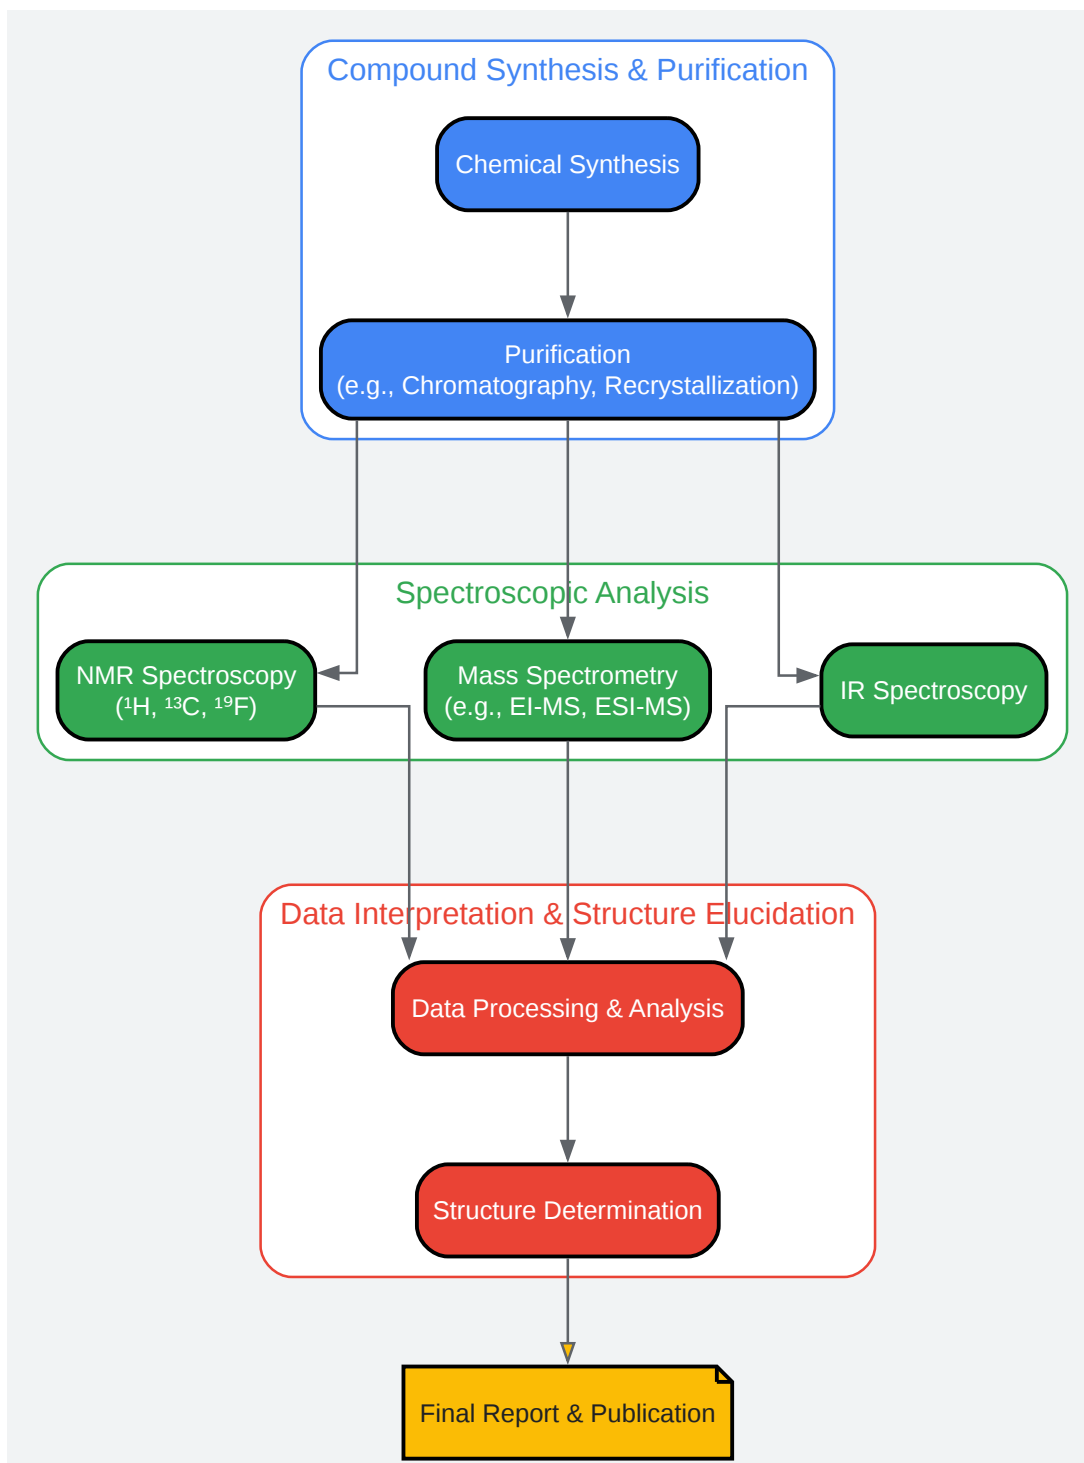 Compound Synthesis & Purification
Chemical Synthesis
Purification
(e.g., Chromatography, Recrystallization)
Spectroscopic Analysis
NMR Spectroscopy
(¹H, ¹³C, ¹⁹F)
Mass Spectrometry
(e.g., EI-MS, ESI-MS)
IR Spectroscopy
Data Interpretation & Structure Elucidation
Data Processing & Analysis
Structure Determination
Final Report & Publication